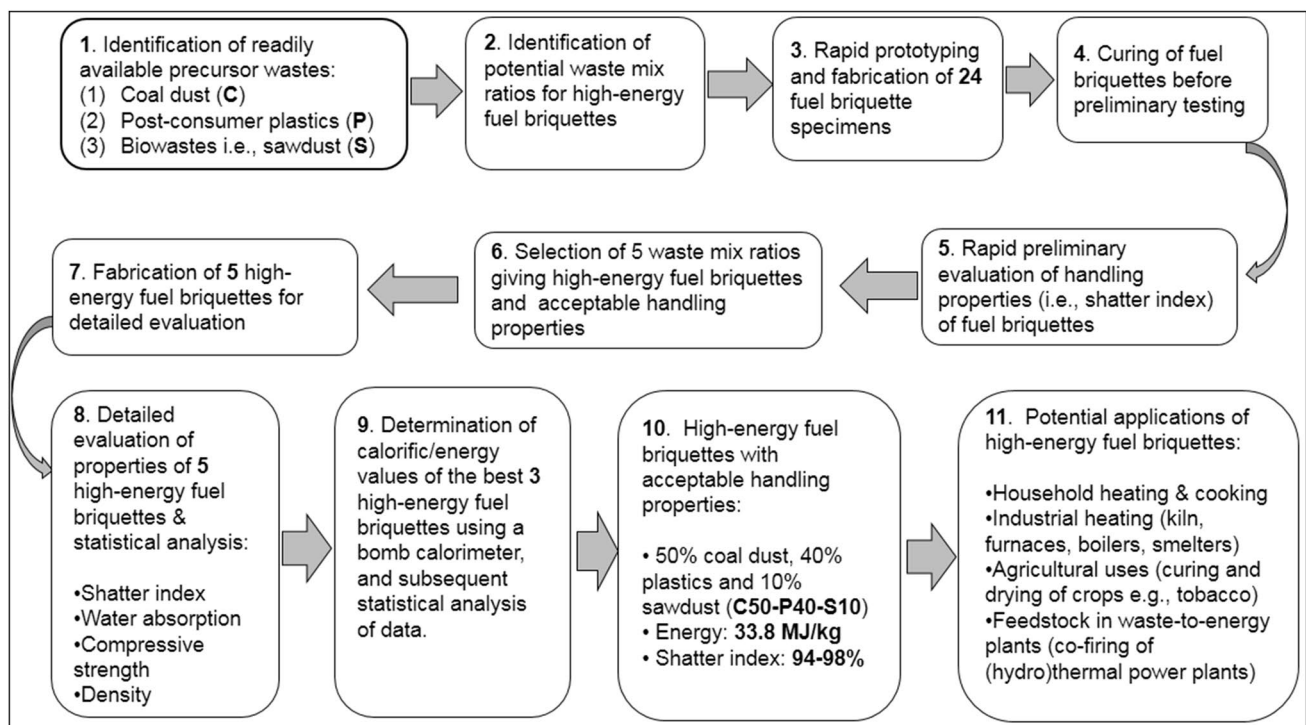 1. Identification of readily
available precursor wastes:
(1) Coal dust (C)
(2) Post-consumer plastics (P)
(3) Biowastes i.e., sawdust (S)
2. Identification of
potential waste mix
ratios for high-energy
fuel briquettes
3. Rapid prototyping
and fabrication of 24
fuel briquette
specimens
4. Curing of fuel
briquettes before
preliminary testing
5. Rapid preliminary
evaluation of handling
properties (i.e., shatter index)
of fuel briquettes
6. Selection of 5 waste mix ratios
giving high-energy fuel briquettes
and acceptable handling
properties
7. Fabrication of 5 high-
energy fuel briquettes for
detailed evaluation
8. Detailed
evaluation of
properties of 5
high-energy fuel
briquettes &
statistical analysis:
•Shatter index
•Water absorption
•Compressive
strength
•Density
9. Determination of
calorific/energy
values of the best 3
high-energy fuel
briquettes using a
bomb calorimeter,
and subsequent
statistical analysis
of data.
10. High-energy fuel
briquettes with
acceptable handling
properties:
• 50% coal dust, 40%
plastics and 10%
sawdust (C50-P40-S10)
• Energy: 33.8 MJ/kg
• Shatter index: 94-98%
11. Potential applications of
high-energy fuel briquettes:
•Household heating & cooking
•Industrial heating (kiln,
furnaces, boilers, smelters)
•Agricultural uses (curing and
drying of crops e.g., tobacco)
•Feedstock in waste-to-energy
plants (co-firing of
(hydro)thermal power plants)